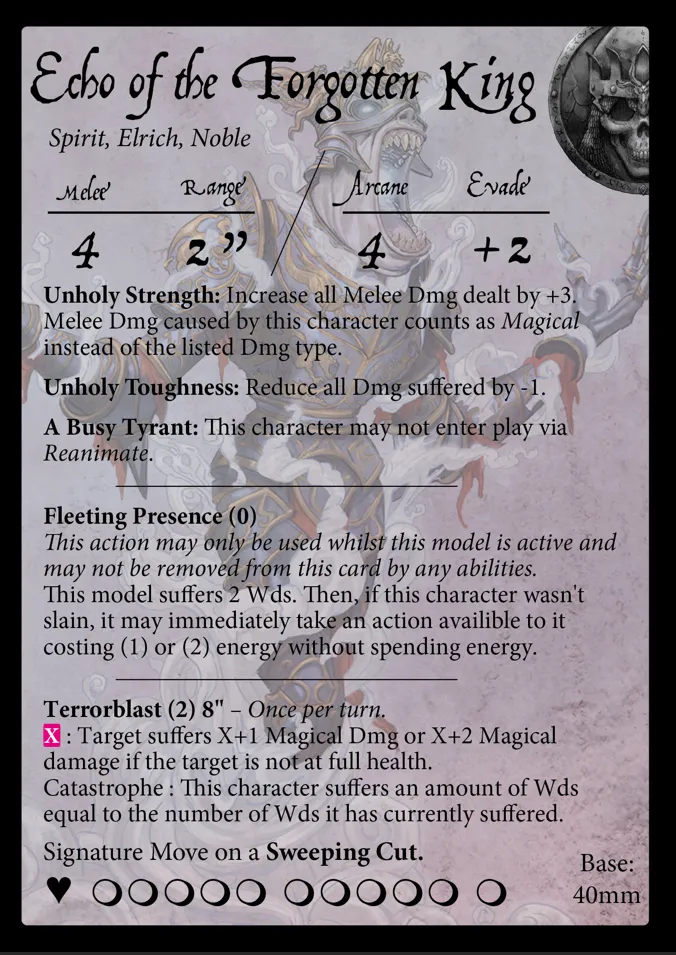 Echo of the Forgotten King
Spirit, Elrich, Noble
Melee Range Arcane Evade
4 2” 4 +2
Unholy Strength: Increase all Melee Dmg dealt by +3.
Melee Dmg caused by this character counts as Magical
instead of the listed Dmg type.
Unholy Toughness: Reduce all Dmg suffered by -1.
A Busy Tyrant: This character may not enter play via
Reanimate.
Fleeting Presence (0)
This action may only be used whilst this model is active and
may not be removed from this card by any abilities.
This model suffers 2 Wds. Then, if this character wasn't
slain, it may immediately take an action availible to it
costing (1) or (2) energy without spending energy.
Terrorblast (2) 8" – Once per turn.
X : Target suffers X+1 Magical Dmg or X+2 Magical
damage if the target is not at full health.
Catastrophe : This character suffers an amount of Wds
equal to the number of Wds it has currently suffered.
Signature Move on a Sweeping Cut.
Base:
40mm